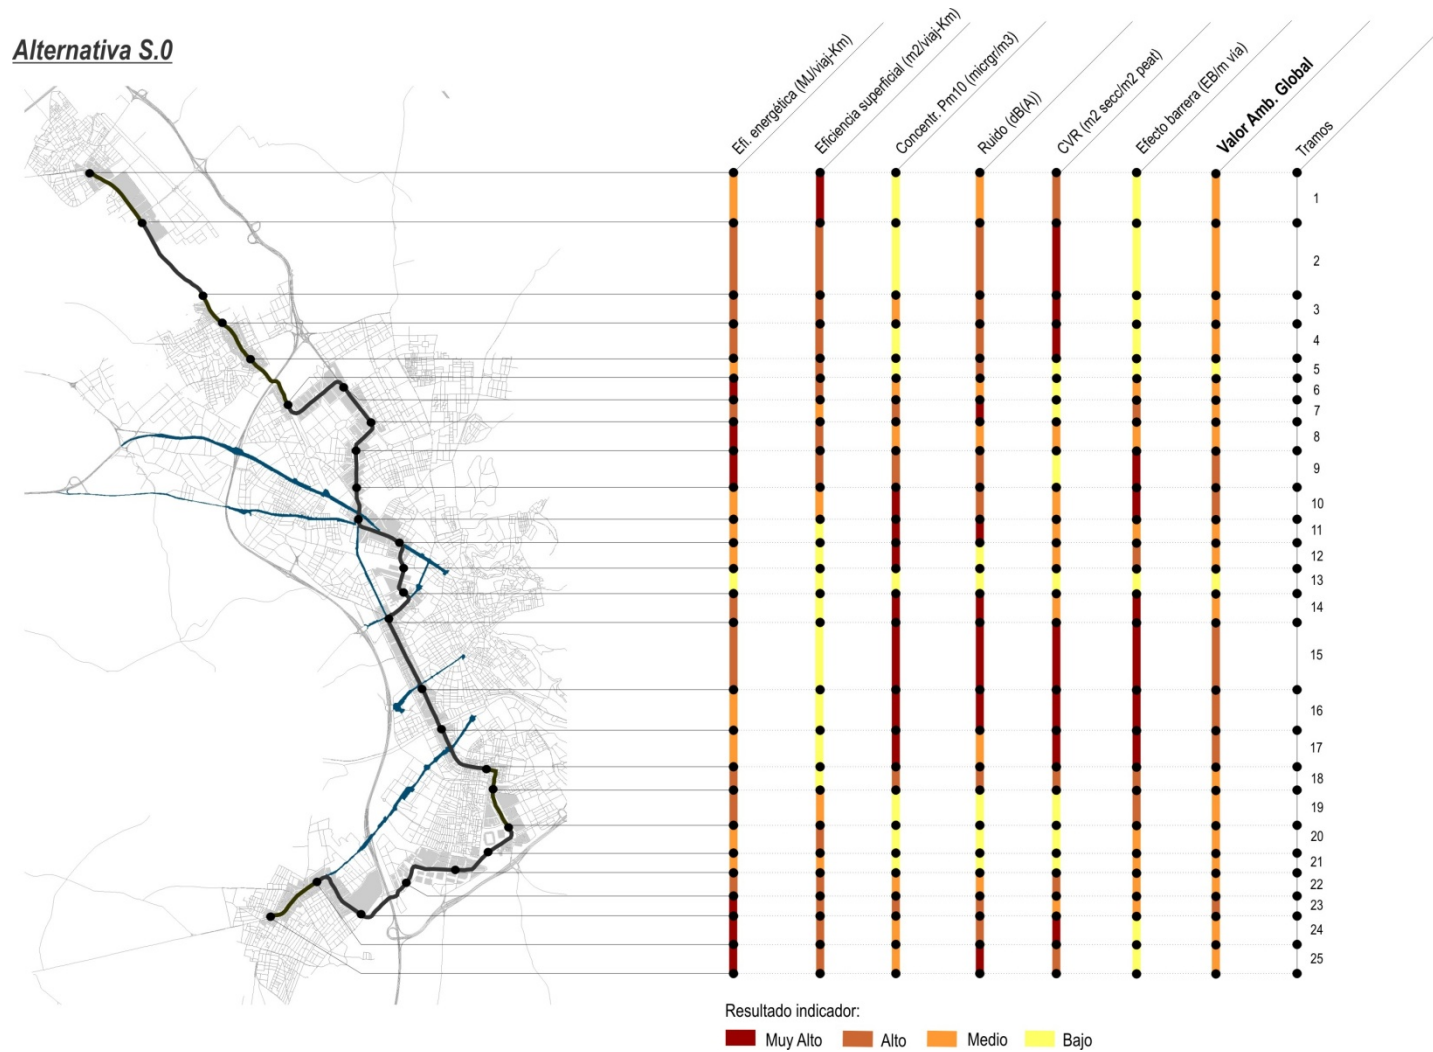 Alternativa S.0
Efi. energética (MJ/viaj-Km)
Eficiencia superficial (m2/viaj-Km)
Concentr. Pm10 (micrgr/m3)
Ruido (dB(A))
CVR (m2 secc/m2 peat)
Efecto barrera (EB/m vía)
Valor Amb. Global
Tramos
1
2
3
4
5
6
7
8
9
10
11
12
13
14
15
16
17
18
19
20
21
22
23
24
25
Resultado indicador:
Muy Alto Alto Medio Bajo